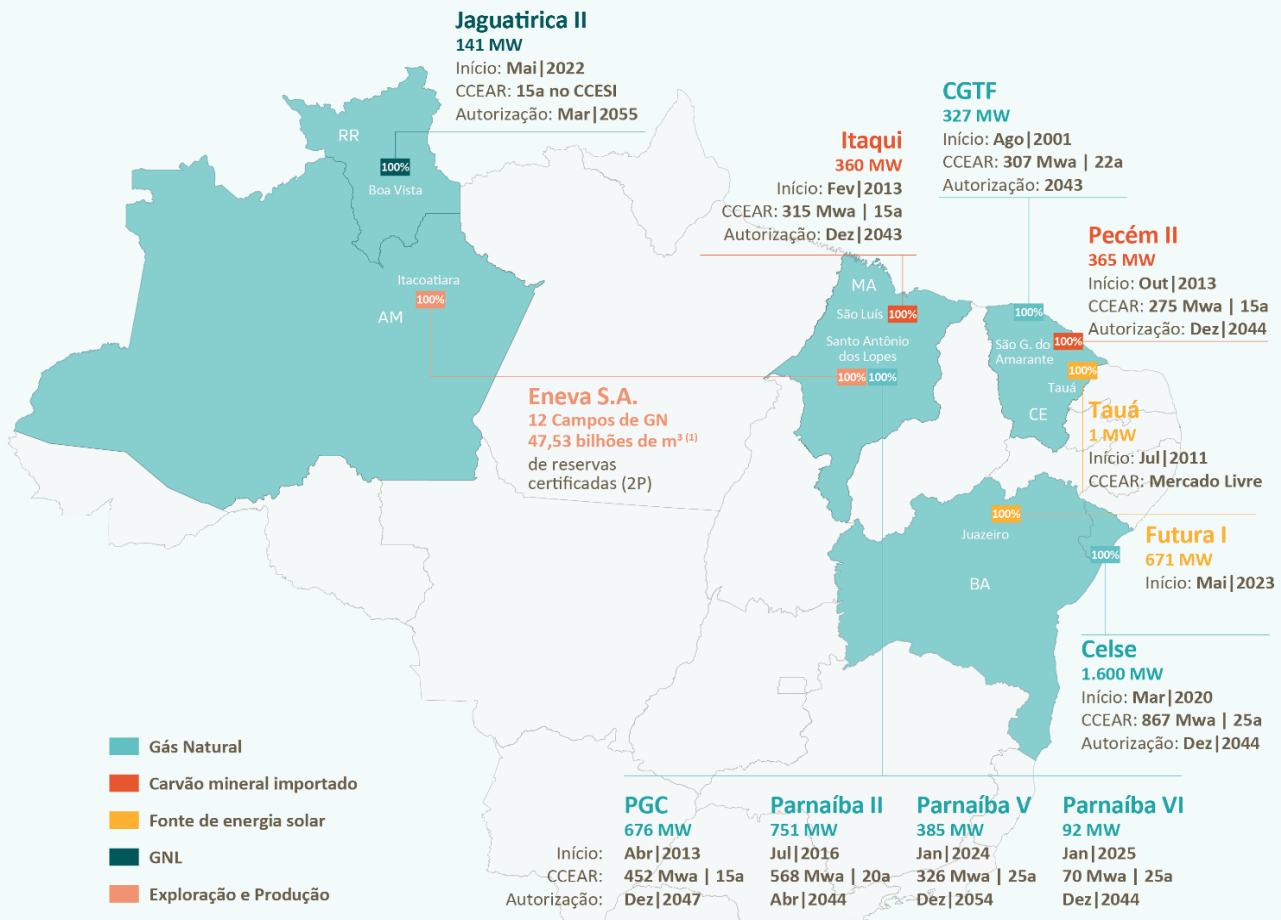 Jaguatirica II
141 MW
Início: Mai|2022
CCEAR: 15a no CCESI
Autorização: Mar|2055
RR
100%
Boa Vista
Itacoatiara
100%
AM
CGTF
327 MW
Início: Ago|2001
CCEAR: 307 Mwa | 22a
Autorização: 2043
Itaqui
360 MW
Início: Fev|2013
CCEAR: 315 Mwa | 15a
Autorização: Dez|2043
Pecém II
365 MW
Início: Out|2013
CCEAR: 275 Mwa | 15a
Autorização: Dez|2044
MA
São Luís
100%
Santo Antônio
dos Lopes
100%
100%
100%
São G. do
Amarante
100%
100%
Tauá
CE
Eneva S.A.
12 Campos de GN
47,53 bilhões de m³ (1)
de reservas
certificadas (2P)
Tauá
1 MW
Início: Jul|2011
CCEAR: Mercado Livre
100%
Juazeiro
BA
Futura I
671 MW
Início: Mai|2023
100%
Celse
1.600 MW
Início: Mar|2020
CCEAR: 867 Mwa | 25a
Autorização: Dez|2044
Gás Natural
Carvão mineral importado
Fonte de energia solar
GNL
Exploração e Produção
PGC Parnaíba II Parnaíba V Parnaíba VI
676 MW 751 MW 385 MW 92 MW
Início: Abr|2013 Jul|2016 Jan|2024 Jan|2025
CCEAR: 452 Mwa | 15a 568 Mwa | 20a 326 Mwa | 25a 70 Mwa | 25a
Autorização: Dez|2047 Abr|2044 Dez|2054 Dez|2044